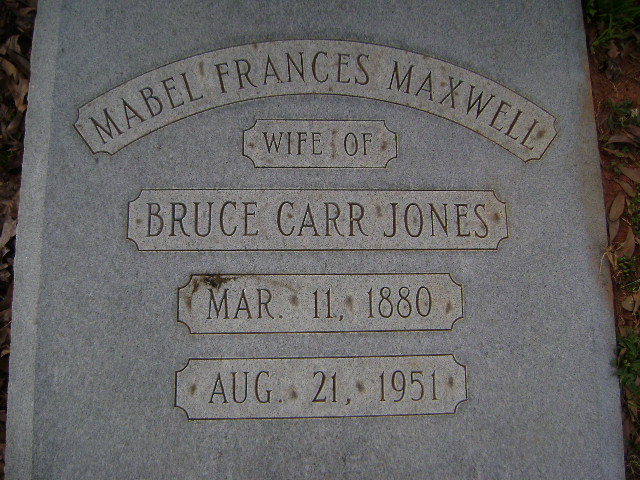 MABEL FRANCES MAXWELL
WIFE OF
BRUCE CARR JONES
MAR. 11, 1880
AUG. 21, 1951